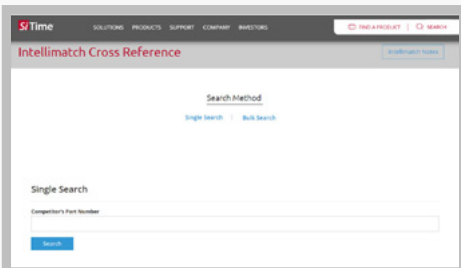 SiTime
SOLUTIONS PRODUCTS SUPPORT COMPANY INVESTORS
FIND A PRODUCT SEARCH
Intellimatch Cross Reference
Intellimatch Notes
Search Method
Single Search | Bulk Search
Single Search
Competitor's Part Number
Search